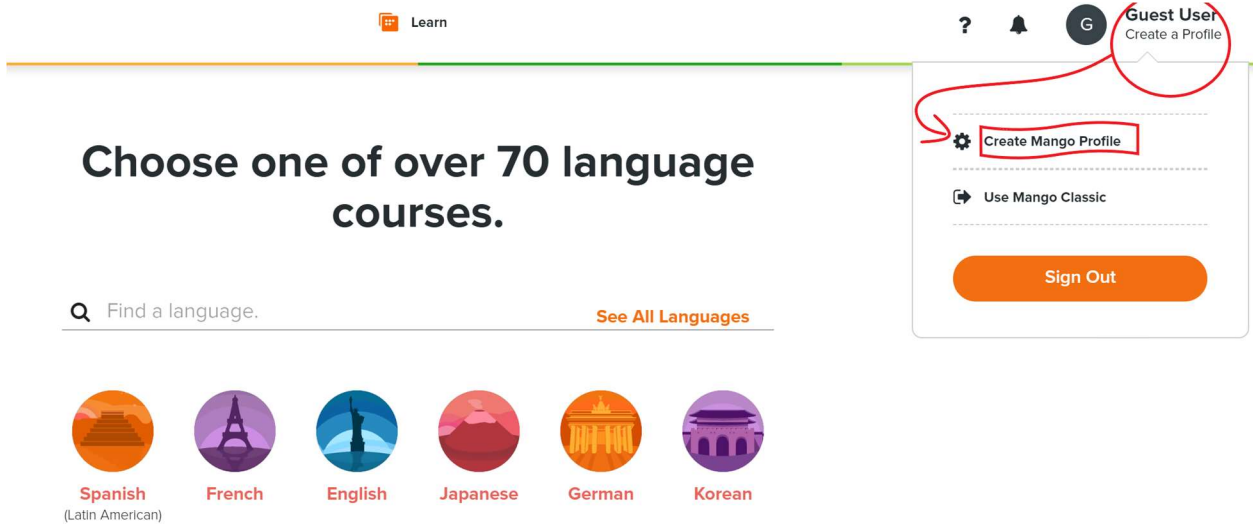 Learn
?
G
Guest User
Create a Profile
Create Mango Profile
Use Mango Classic
Sign Out
Choose one of over 70 language
courses.
Find a language.
See All Languages
Spanish
(Latin American)
French
English
Japanese
German
Korean